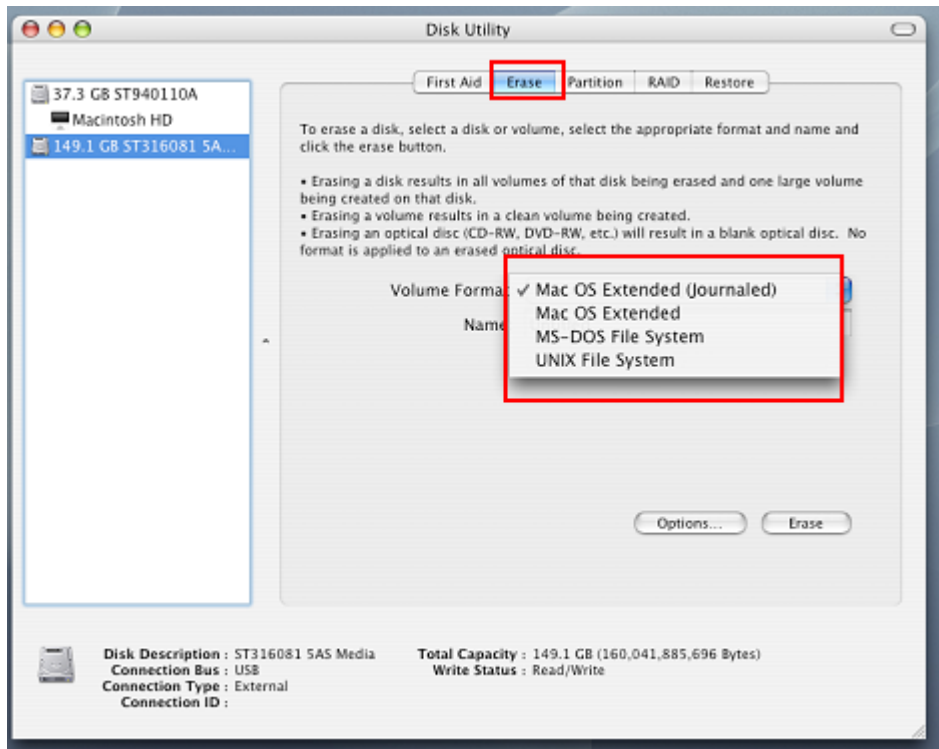 Disk Utility
37.3 GB ST940110A
Macintosh HD
149.1 GB ST316081 5A...
First Aid Erase Partition RAID Restore
To erase a disk, select a disk or volume, select the appropriate format and name and
click the erase button.
• Erasing a disk results in all volumes of that disk being erased and one large volume
being created on that disk.
• Erasing a volume results in a clean volume being created.
• Erasing an optical disc (CD-RW, DVD-RW, etc.) will result in a blank optical disc. No
format is applied to an erased optical disc.
Volume Format ✓ Mac OS Extended (Journaled)
Mac OS Extended
Name
MS-DOS File System
UNIX File System
Options... Erase
Disk Description : ST316081 5AS Media Total Capacity : 149.1 GB (160,041,885,696 Bytes)
Connection Bus : USB Write Status : Read/Write
Connection Type : External
Connection ID :